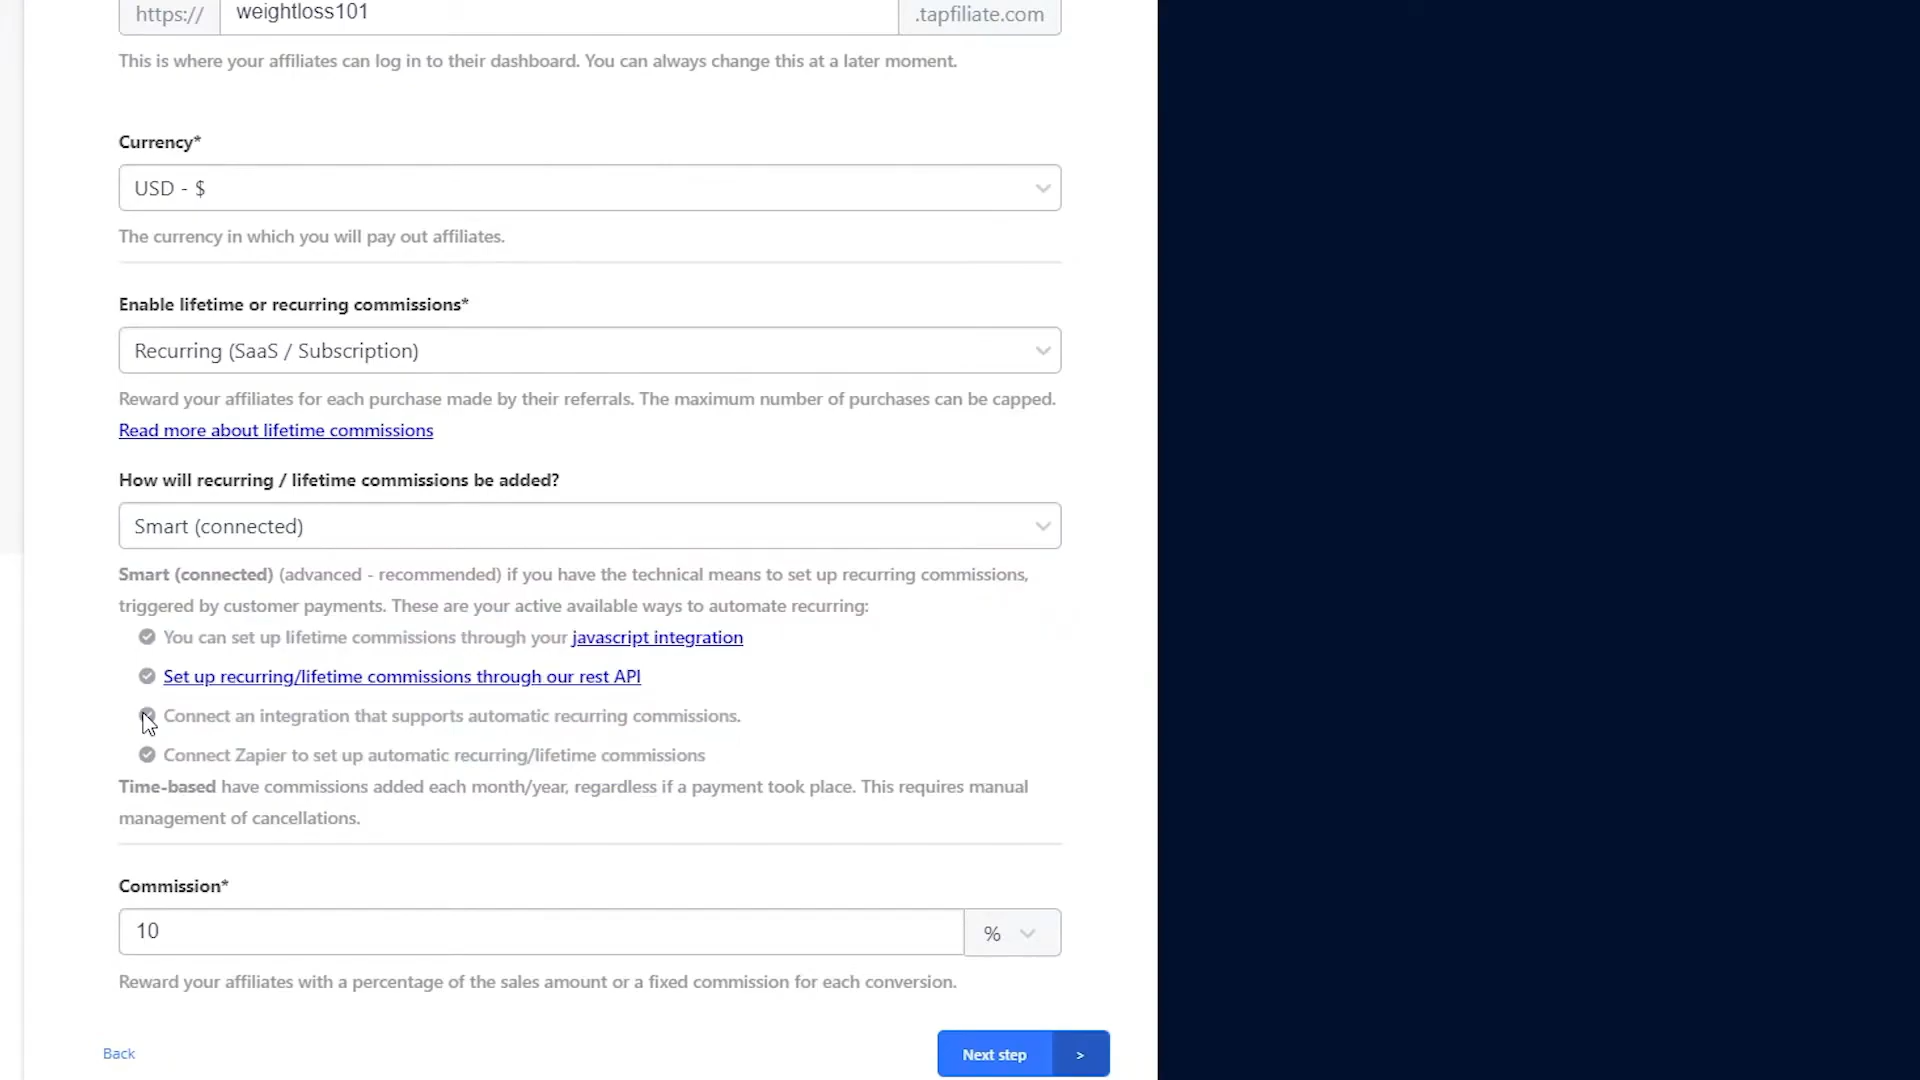 https://
weightloss101
.tapfiliate.com
This is where your affiliates can log in to their dashboard. You can always change this at a later moment.
Currency*
USD - $
The currency in which you will pay out affiliates.
Enable lifetime or recurring commissions*
Recurring (SaaS / Subscription)
Reward your affiliates for each purchase made by their referrals. The maximum number of purchases can be capped.
Read more about lifetime commissions
How will recurring / lifetime commissions be added?
Smart (connected)
Smart (connected) (advanced - recommended) if you have the technical means to set up recurring commissions,
triggered by customer payments. These are your active available ways to automate recurring:
You can set up lifetime commissions through your javascript integration
Set up recurring/lifetime commissions through our rest API
Connect an integration that supports automatic recurring commissions.
Connect Zapier to set up automatic recurring/lifetime commissions
Time-based have commissions added each month/year, regardless if a payment took place. This requires manual
management of cancellations.
Commission*
10
%
Reward your affiliates with a percentage of the sales amount or a fixed commission for each conversion.
Back
Next step >